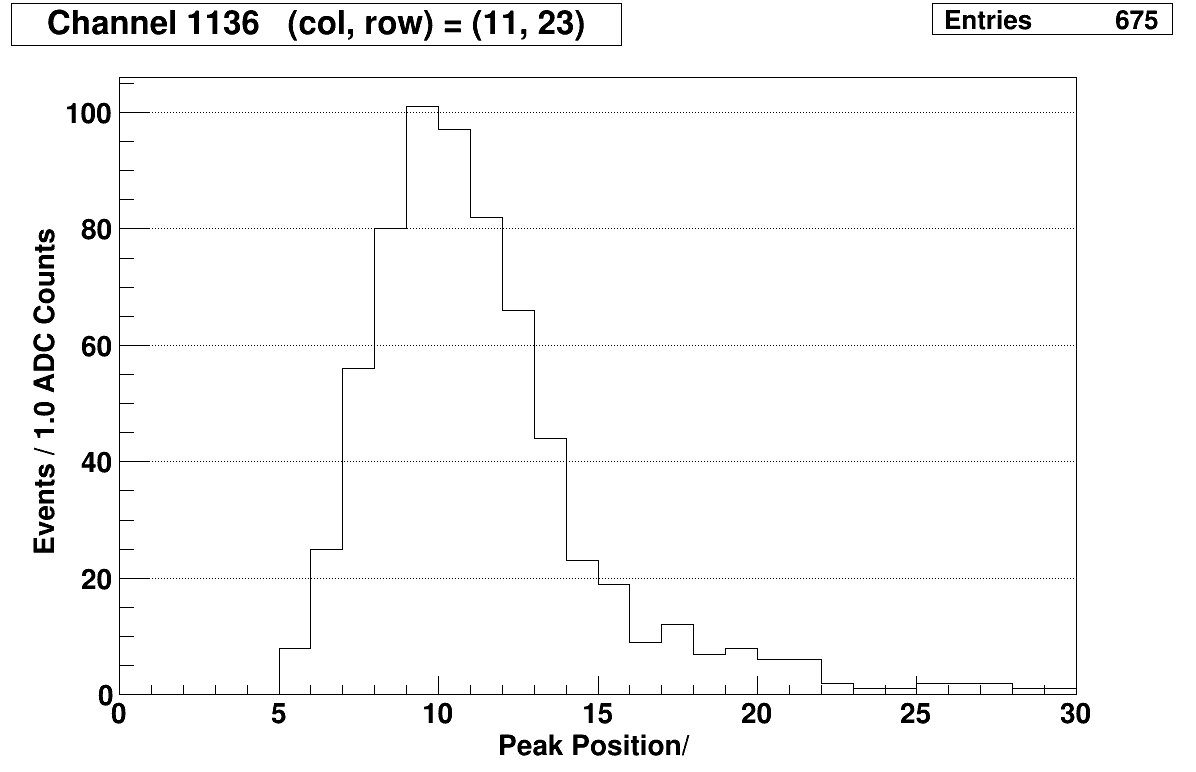 Channel 1136 (col, row) = (11, 23)
Entries 675
Events / 1.0 ADC Counts
100
80
60
40
20
0
0 5 10 15 20 25 30
Peak Position/